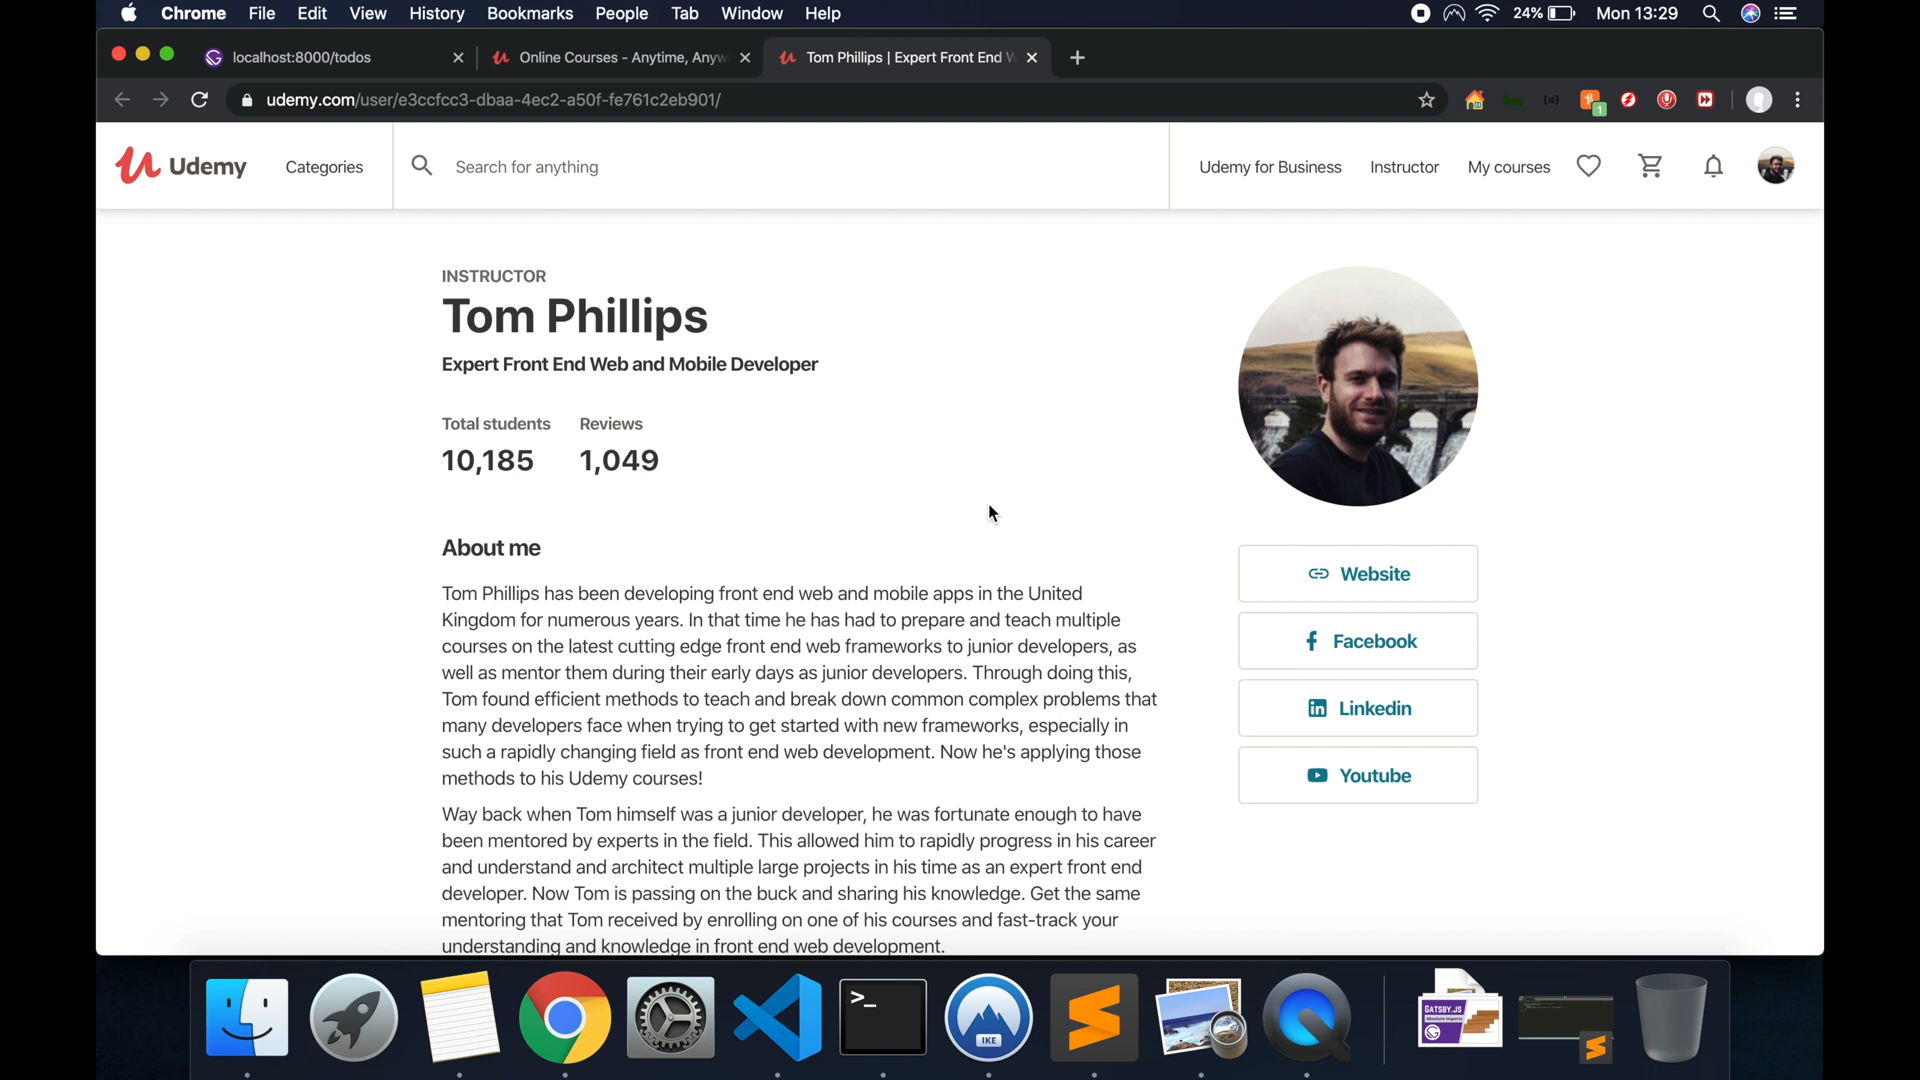 Chrome File Edit View History Bookmarks People Tab Window Help
24% Mon 13:29
localhost:8000/todos
Online Courses - Anytime, Anyw
Tom Phillips | Expert Front End W
udemy.com/user/e3ccfcc3-dbaa-4ec2-a50f-fe761c2eb901/
1
Udemy
Categories
Search for anything
Udemy for Business
Instructor
My courses
INSTRUCTOR
Tom Phillips
Expert Front End Web and Mobile Developer
Total students Reviews
10,185 1,049
About me
Tom Phillips has been developing front end web and mobile apps in the United
Kingdom for numerous years. In that time he has had to prepare and teach multiple
courses on the latest cutting edge front end web frameworks to junior developers, as
well as mentor them during their early days as junior developers. Through doing this,
Tom found efficient methods to teach and break down common complex problems that
many developers face when trying to get started with new frameworks, especially in
such a rapidly changing field as front end web development. Now he's applying those
methods to his Udemy courses!
Way back when Tom himself was a junior developer, he was fortunate enough to have
been mentored by experts in the field. This allowed him to rapidly progress in his career
and understand and architect multiple large projects in his time as an expert front end
developer. Now Tom is passing on the buck and sharing his knowledge. Get the same
mentoring that Tom received by enrolling on one of his courses and fast-track your
understanding and knowledge in front end web development.
Website
Facebook
Linkedin
Youtube
>_
IKE
GATSBY.JS
Absolute Imports